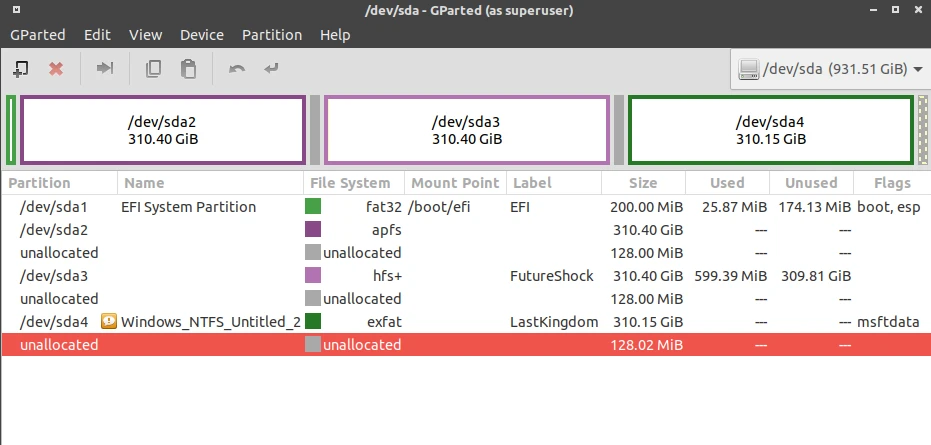 /dev/sda - GParted (as superuser)
GParted Edit View Device Partition Help
/dev/sda (931.51 GiB)
/dev/sda2 /dev/sda3 /dev/sda4
310.40 GiB 310.40 GiB 310.15 GiB
Partition Name File System Mount Point Label Size Used Unused Flags
/dev/sda1 EFI System Partition fat32 /boot/efi EFI 200.00 MiB 25.87 MiB 174.13 MiB boot, esp
/dev/sda2 apfs 310.40 GiB --- ---
unallocated unallocated 128.00 MiB --- ---
/dev/sda3 hfs+ FutureShock 310.40 GiB 599.39 MiB 309.81 GiB
unallocated unallocated 128.00 MiB --- ---
/dev/sda4 Windows_NTFS_Untitled_2 exfat LastKingdom 310.15 GiB --- --- msftdata
unallocated unallocated 128.02 MiB --- ---